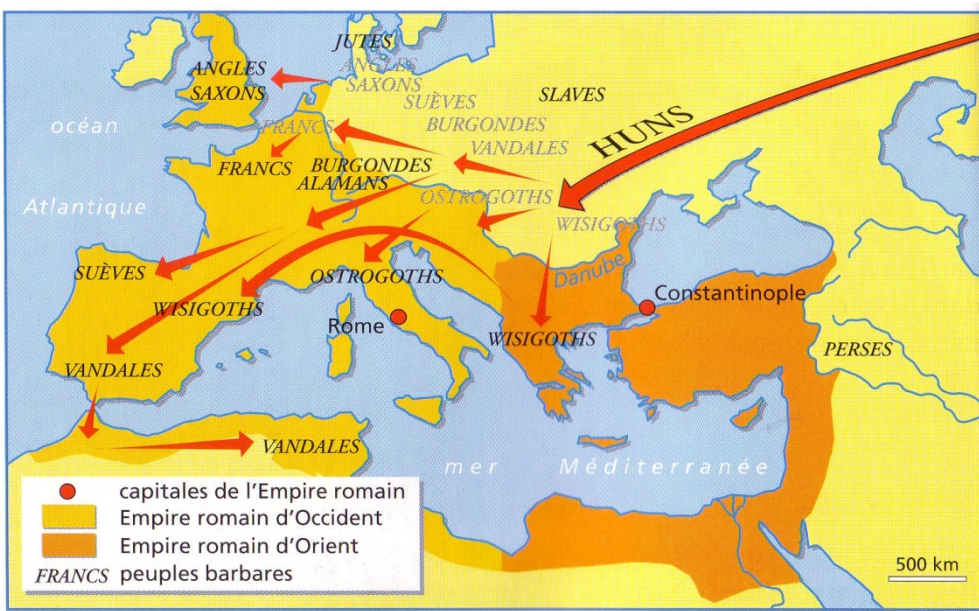 JUTES
ANGLES
SAXONS
ANGLES
SAXONS
SUÈVES
BURGONDES
VANDALES
SLAVES
HUNS
océan
Atlantique
FRANCS
FRANCS
BURGONDES
ALAMANS
OSTROGOTHS
WISIGOTHS
Danube
SUÈVES
WISIGOTHS
OSTROGOTHS
Rome
Constantinople
WISIGOTHS
PERSES
VANDALES
VANDALES
mer Méditerranée
capitales de l'Empire romain
Empire romain d'Occident
Empire romain d'Orient
FRANCS peuples barbares
500 km